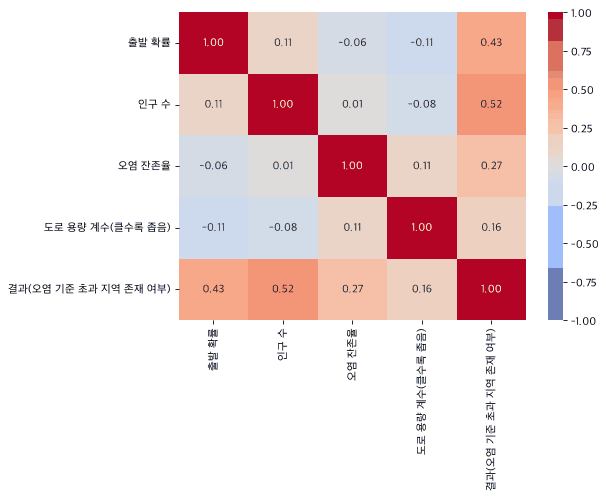 출발 확률 1.00 0.11 -0.06 -0.11 0.43
인구 수 0.11 1.00 0.01 -0.08 0.52
오염 잔존율 -0.06 0.01 1.00 0.11 0.27
도로 용량 계수(클수록 좁음) -0.11 -0.08 0.11 1.00 0.16
결과(오염 기준 초과 지역 존재 여부) 0.43 0.52 0.27 0.16 1.00
출발 확률
인구 수
오염 잔존율
도로 용량 계수(클수록 좁음)
결과(오염 기준 초과 지역 존재 여부)
1.00
0.75
0.50
0.25
0.00
-0.25
-0.50
-0.75
-1.00